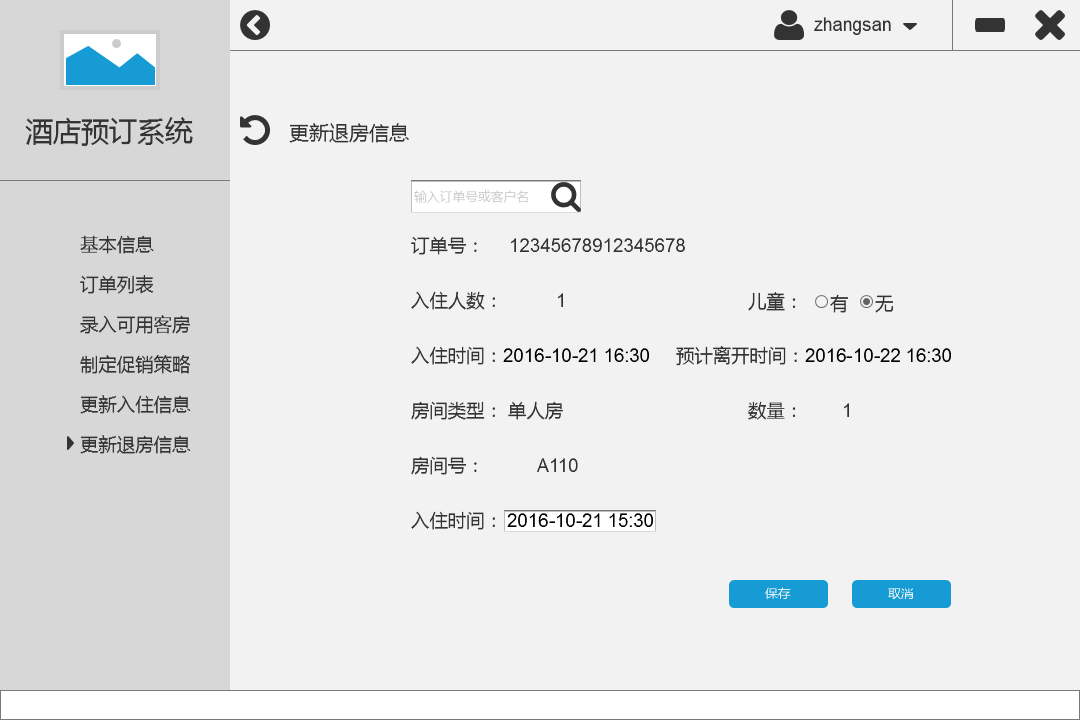 zhangsan
酒店预订系统
更新退房信息
输入订单号或客户名
基本信息
订单列表
录入可用客房
制定促销策略
更新入住信息
更新退房信息
订单号： 12345678912345678
入住人数： 1 儿童： 有 无
入住时间：2016-10-21 16:30 预计离开时间：2016-10-22 16:30
房间类型： 单人房 数量： 1
房间号： A110
入住时间： 2016-10-21 15:30
保存 取消